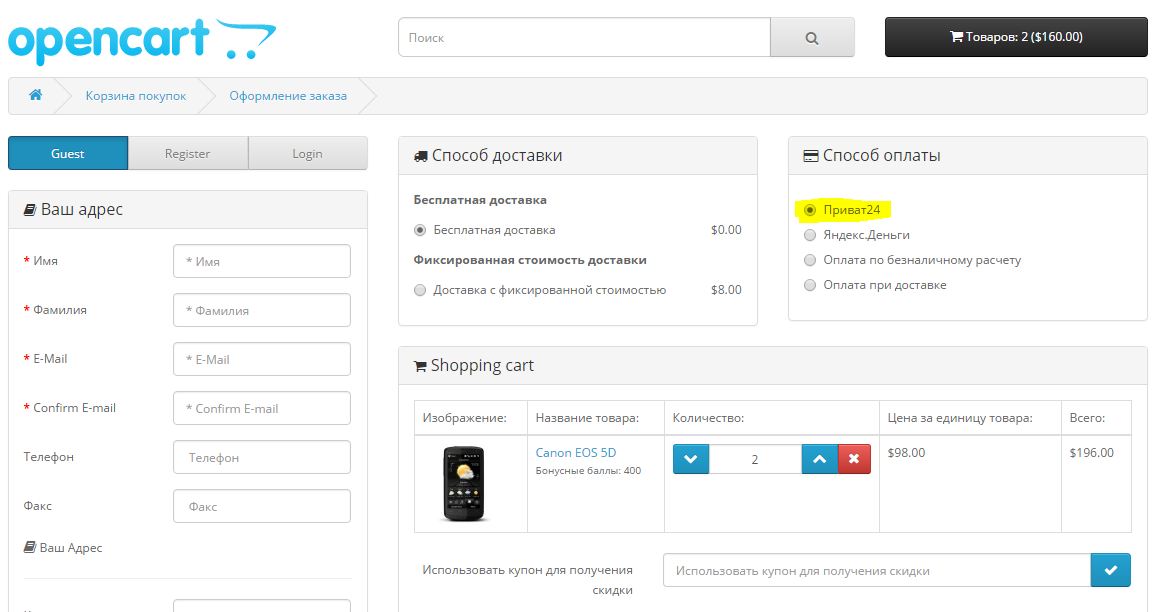 opencart
Поиск
Товаров: 2 ($160.00)
Корзина покупок
Оформление заказа
Guest
Register
Login
Ваш адрес
* Имя
* Имя
* Фамилия
* Фамилия
* E-Mail
* E-Mail
* Confirm E-mail
* Confirm E-mail
Телефон
Телефон
Факс
Факс
Ваш Адрес
Способ доставки
Бесплатная доставка
Бесплатная доставка $0.00
Фиксированная стоимость доставки
Доставка с фиксированной стоимостью $8.00
Способ оплаты
Приват24
Яндекс.Деньги
Оплата по безналичному расчету
Оплата при доставке
Shopping cart
Изображение: Название товара: Количество: Цена за единицу товара: Всего:
Canon EOS 5D 2 $98.00 $196.00
Бонусные баллы: 400
Использовать купон для получения
скидки
Использовать купон для получения скидки